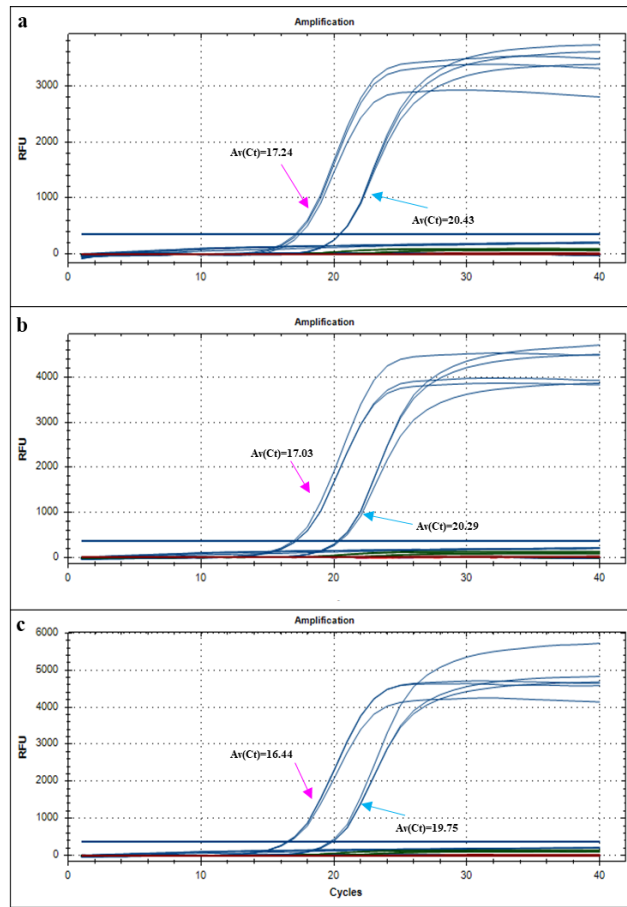 a
Amplification
3000
2000
1000
0
RFU
Av(Ct)=17.24
Av(Ct)=20.43
0 10 20 30 40
b
Amplification
4000
3000
2000
1000
0
RFU
Av(Ct)=17.03
Av(Ct)=20.29
0 10 20 30 40
c
Amplification
6000
5000
4000
3000
2000
1000
0
RFU
Av(Ct)=16.44
Av(Ct)=19.75
0 10 20 30 40
Cycles